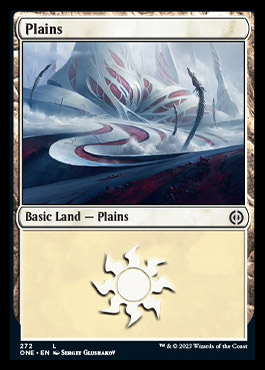 Plains
Basic Land — Plains
272 L
ONE • EN Sergey Glushakov
™ & © 2023 Wizards of the Coast